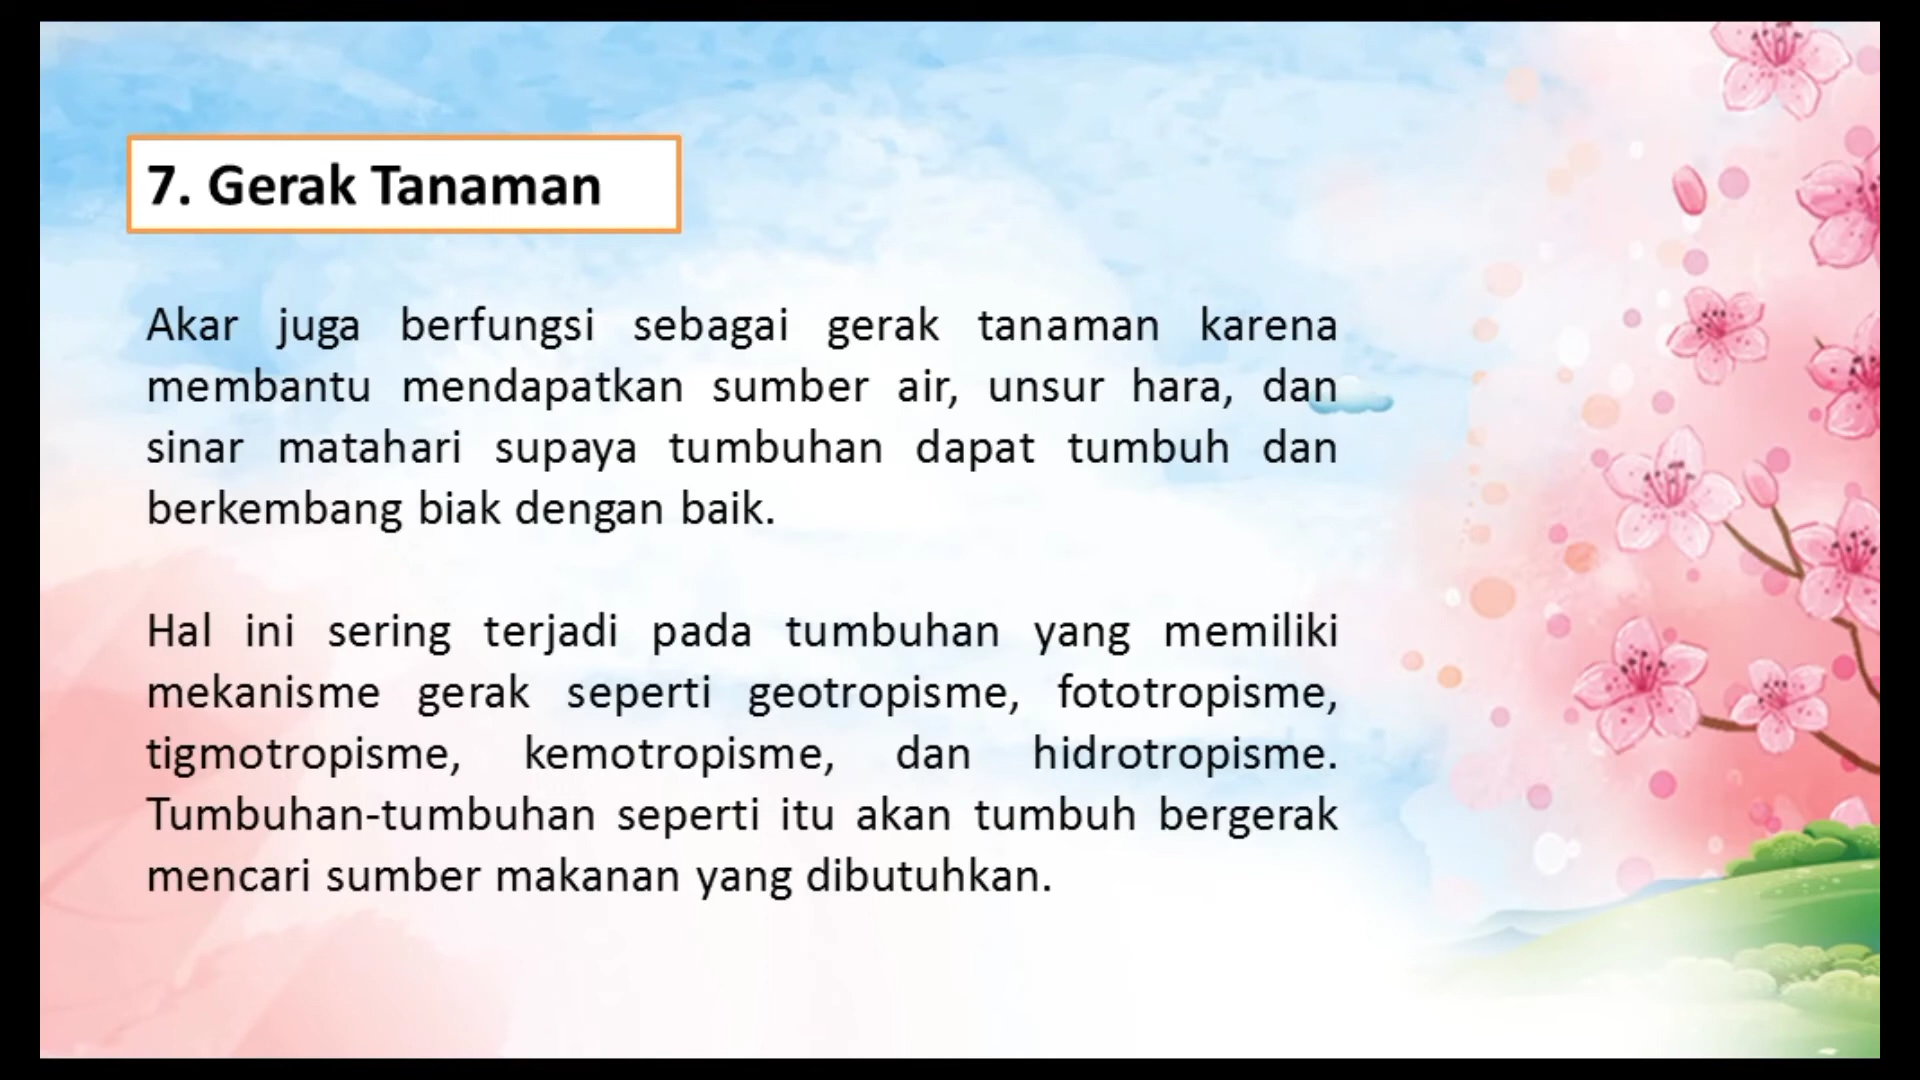 7. Gerak Tanaman
Akar juga berfungsi sebagai gerak tanaman karena
membantu mendapatkan sumber air, unsur hara, dan
sinar matahari supaya tumbuhan dapat tumbuh dan
berkembang biak dengan baik.
Hal ini sering terjadi pada tumbuhan yang memiliki
mekanisme gerak seperti geotropisme, fototropisme,
tigmotropisme, kemotropisme, dan hidrotropisme.
Tumbuhan-tumbuhan seperti itu akan tumbuh bergerak
mencari sumber makanan yang dibutuhkan.